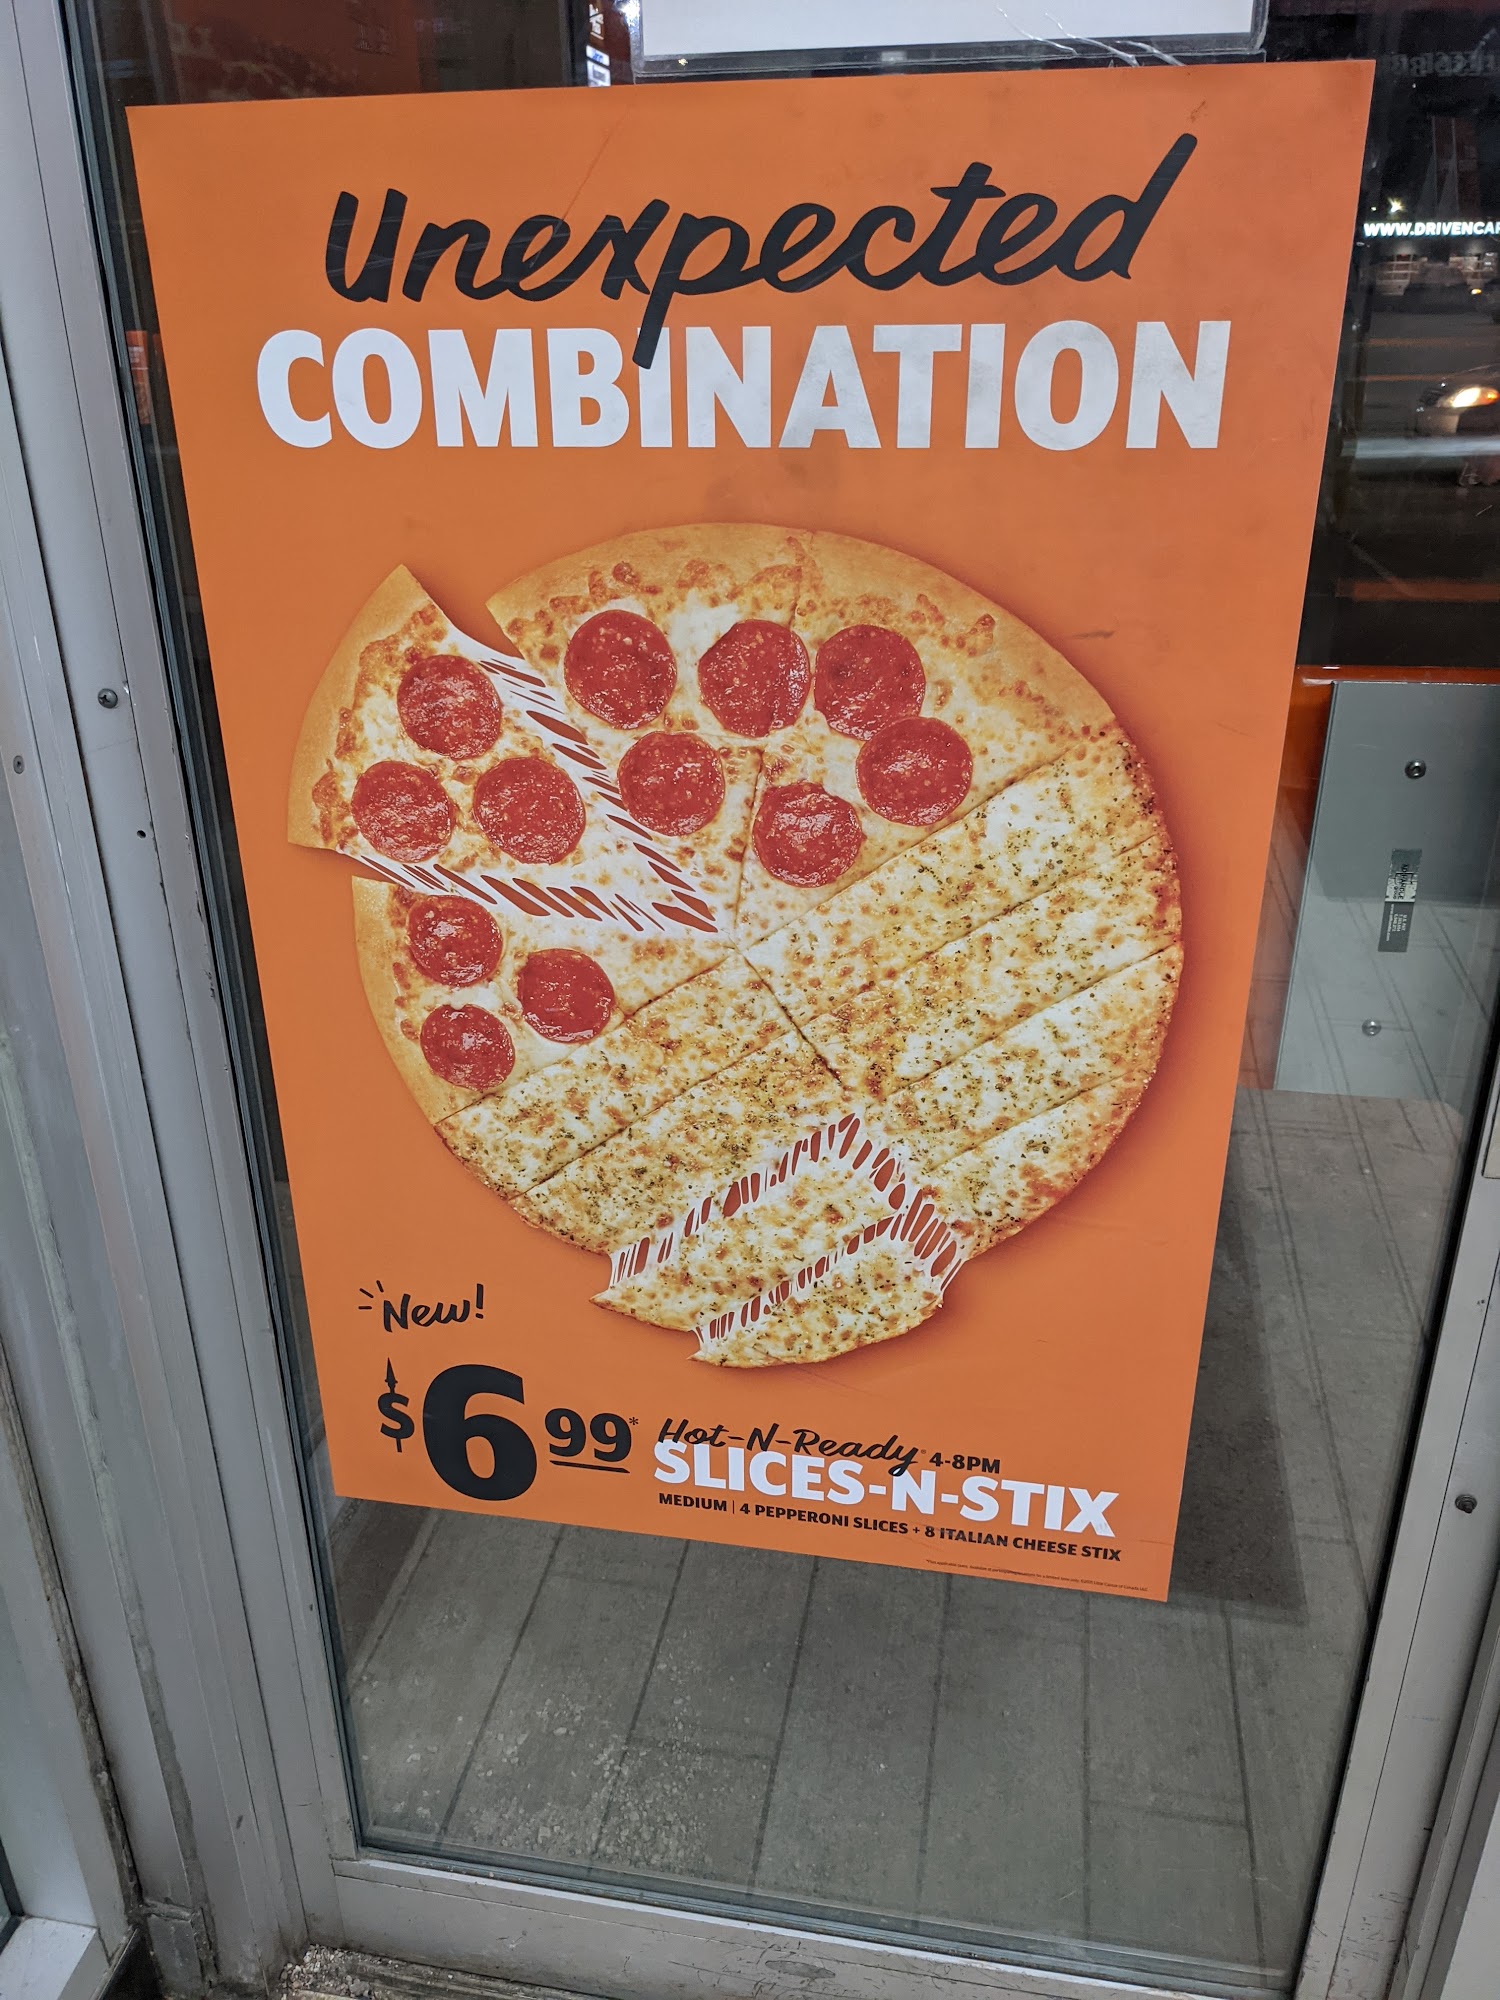 WWW.DRIVENCA
Unexpected
COMBINATION
New!
$6 99*
Hot-N-Ready® 4-8PM
SLICES-N-STIX
MEDIUM | 4 PEPPERONI SLICES + 8 ITALIAN CHEESE STIX